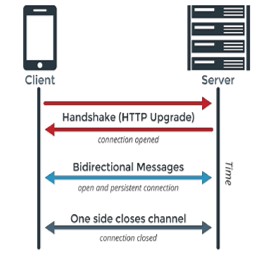 Client
Server
Handshake (HTTP Upgrade)
connection opened
Bidirectional Messages
open and persistent connection
Time
One side closes channel
connection closed